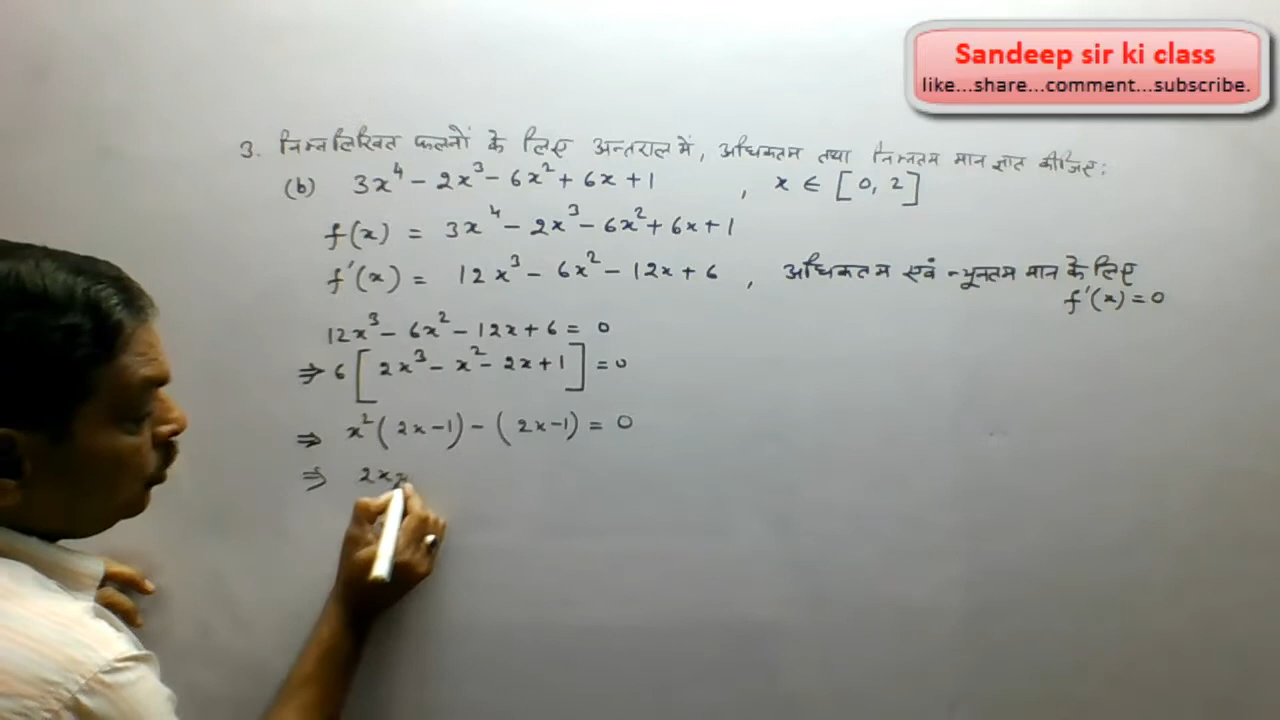 Sandeep sir ki class
like...share...comment...subscribe.
3. निम्नलिखित फलनों के लिए अन्तराल में, अधिकतम तथा निम्नतम मान ज्ञात कीजिए:
(b) 3x⁴ - 2x³ - 6x² + 6x + 1 , x ∈ [0, 2]
f(x) = 3x⁴ - 2x³ - 6x² + 6x + 1
f'(x) = 12x³ - 6x² - 12x + 6 , अधिकतम एवं न्यूनतम मान के लिए
f'(x) = 0
12x³ - 6x² - 12x + 6 = 0
⇒ 6[2x³ - x² - 2x + 1] = 0
⇒ x²(2x - 1) - (2x - 1) = 0
⇒ 2x